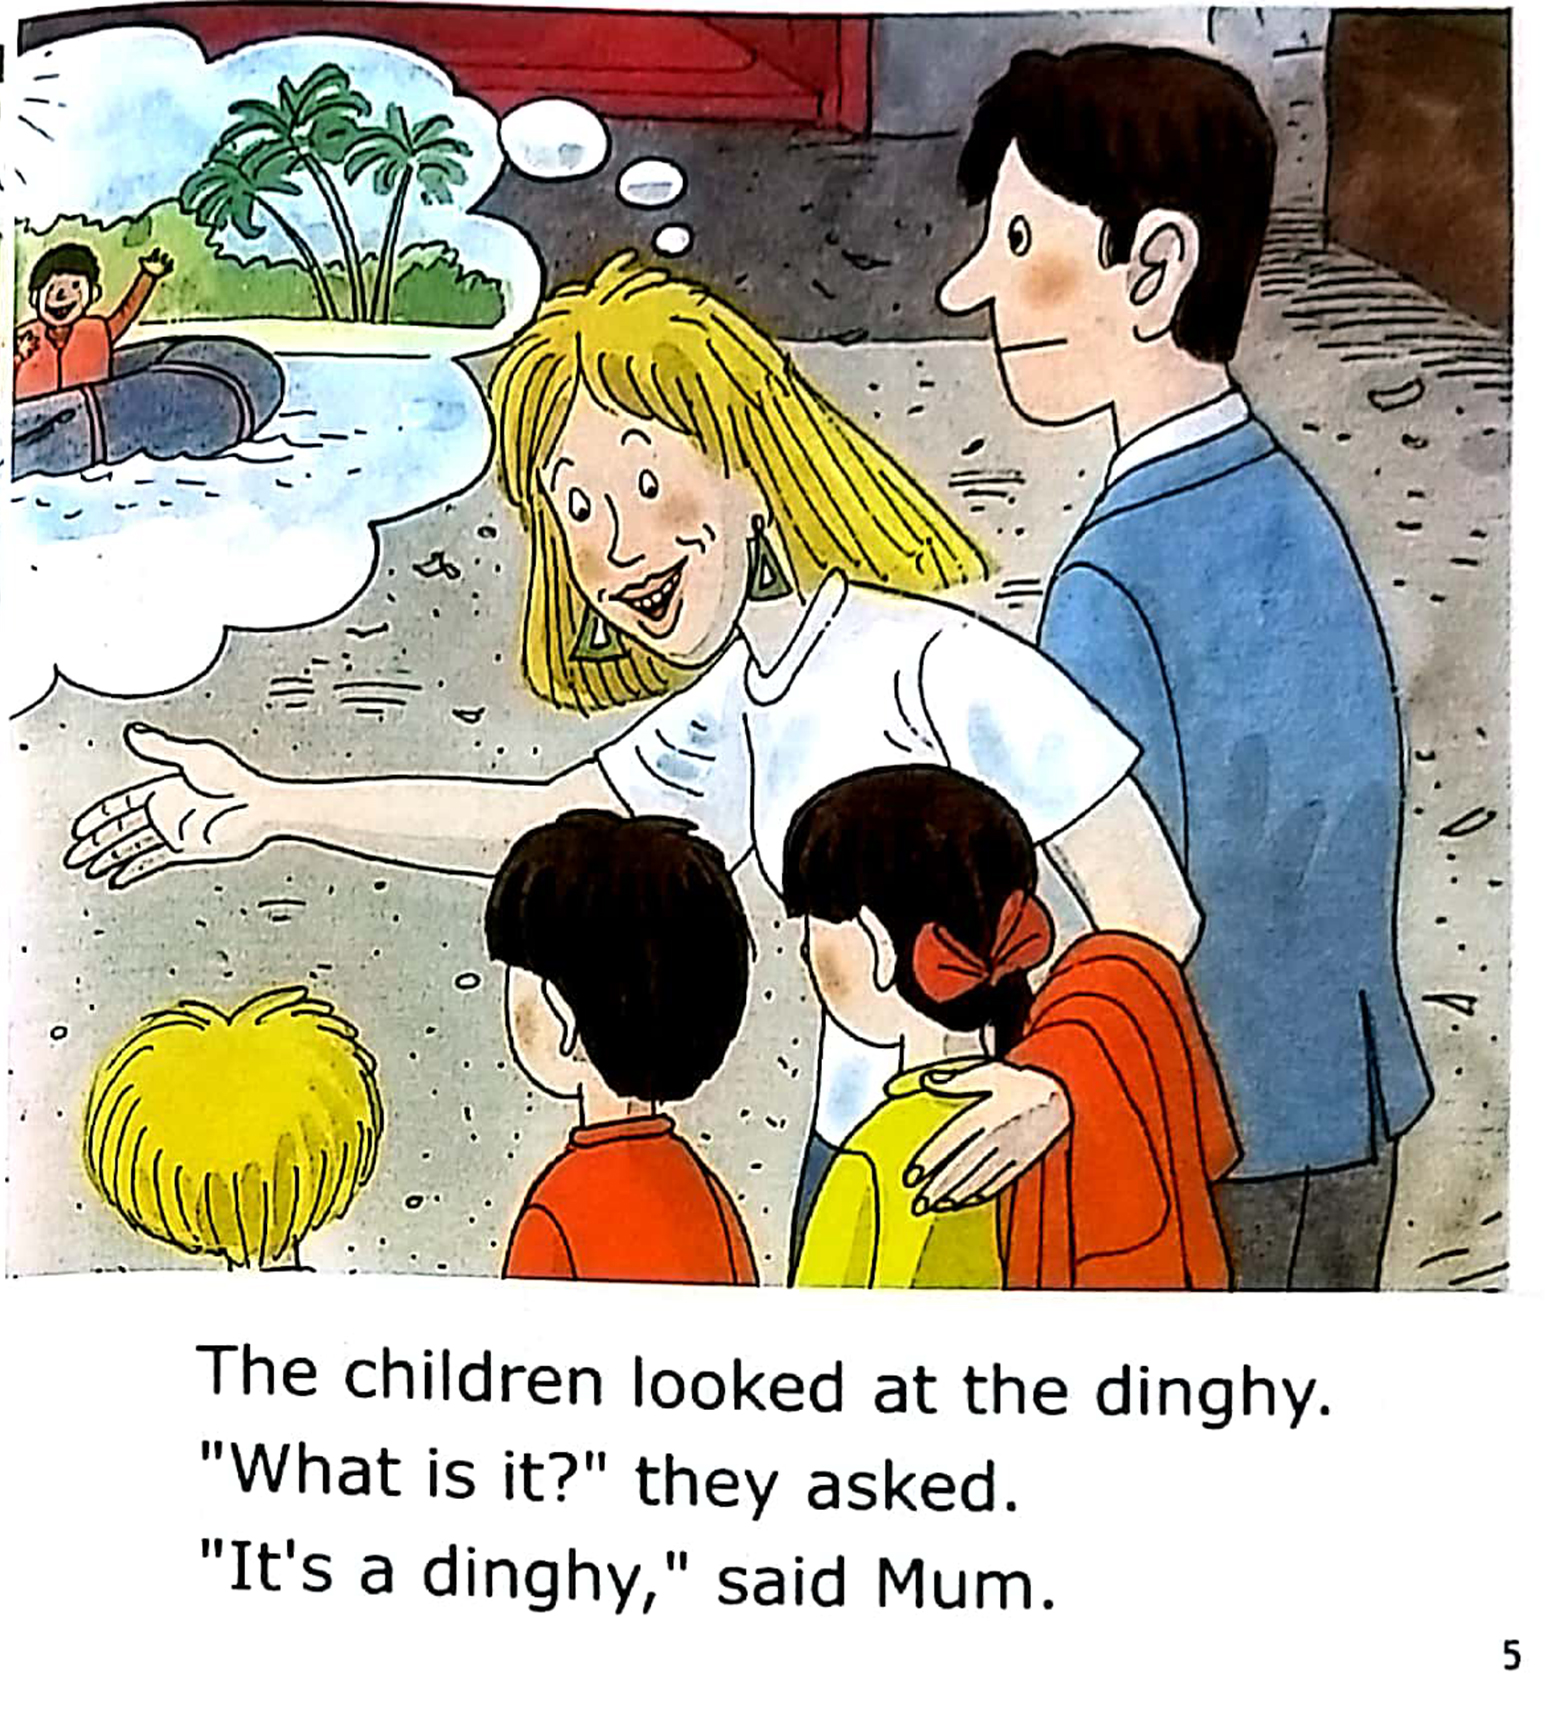 The children looked at the dinghy.
"What is it?" they asked.
"It's a dinghy," said Mum.
5